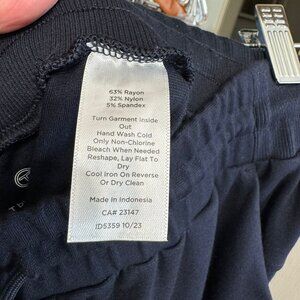 63% Rayon
32% Nylon
5% Spandex
Turn Garment Inside
Out
Hand Wash Cold
Only Non-Chlorine
Bleach When Needed
Reshape, Lay Flat To
Dry
Cool Iron On Reverse
Or Dry Clean
Made In Indonesia
CA# 23147
ID5359 10/23